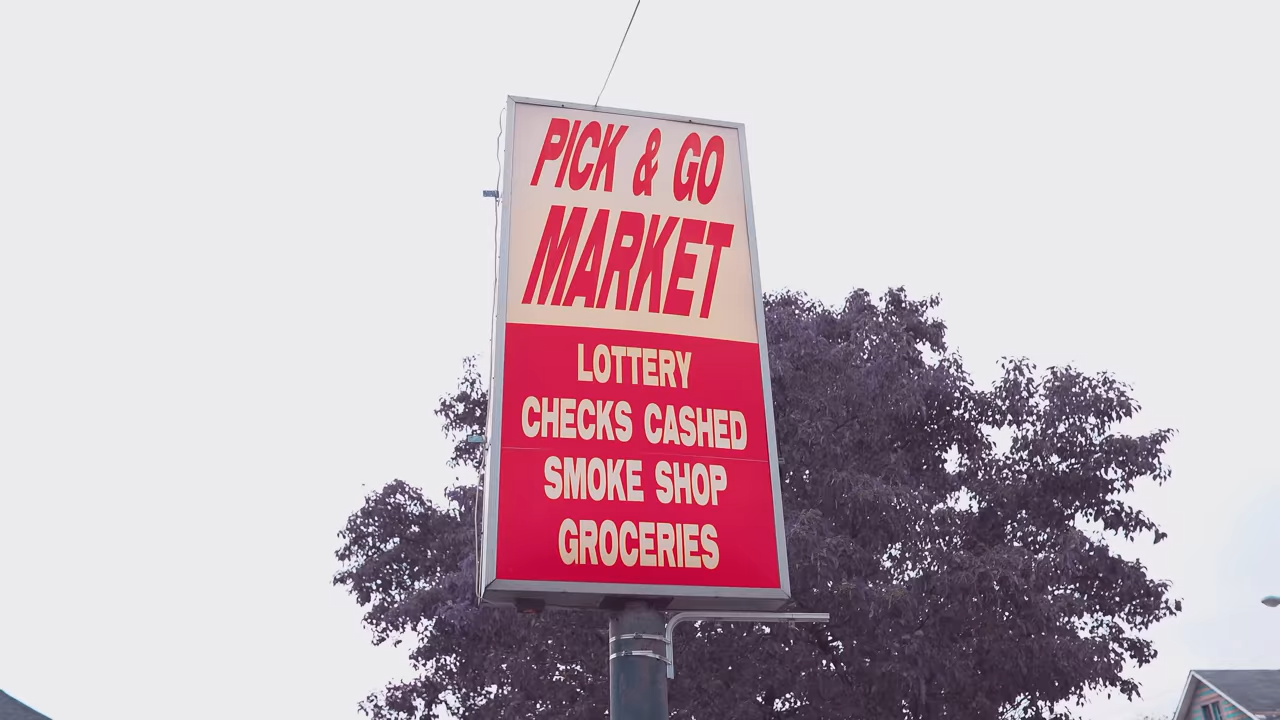 PICK & GO
MARKET
LOTTERY
CHECKS CASHED
SMOKE SHOP
GROCERIES